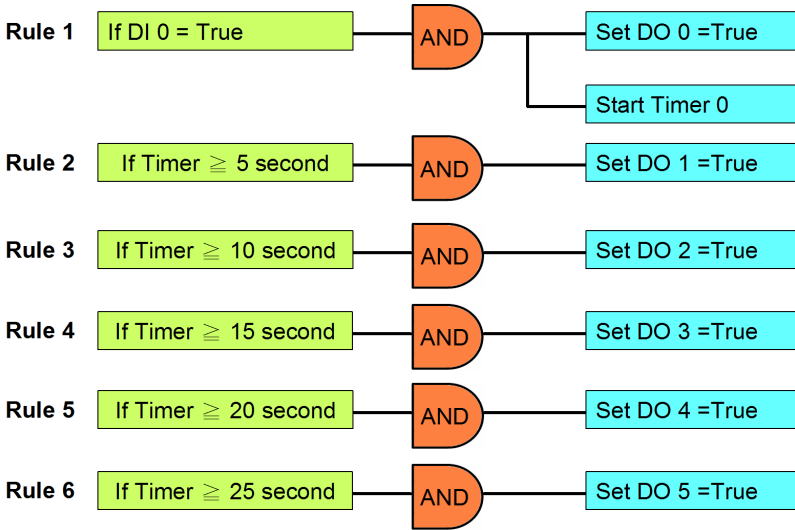 Rule 1 If DI 0 = True AND Set DO 0 =True
Start Timer 0
Rule 2 If Timer ≧ 5 second AND Set DO 1 =True
Rule 3 If Timer ≧ 10 second AND Set DO 2 =True
Rule 4 If Timer ≧ 15 second AND Set DO 3 =True
Rule 5 If Timer ≧ 20 second AND Set DO 4 =True
Rule 6 If Timer ≧ 25 second AND Set DO 5 =True